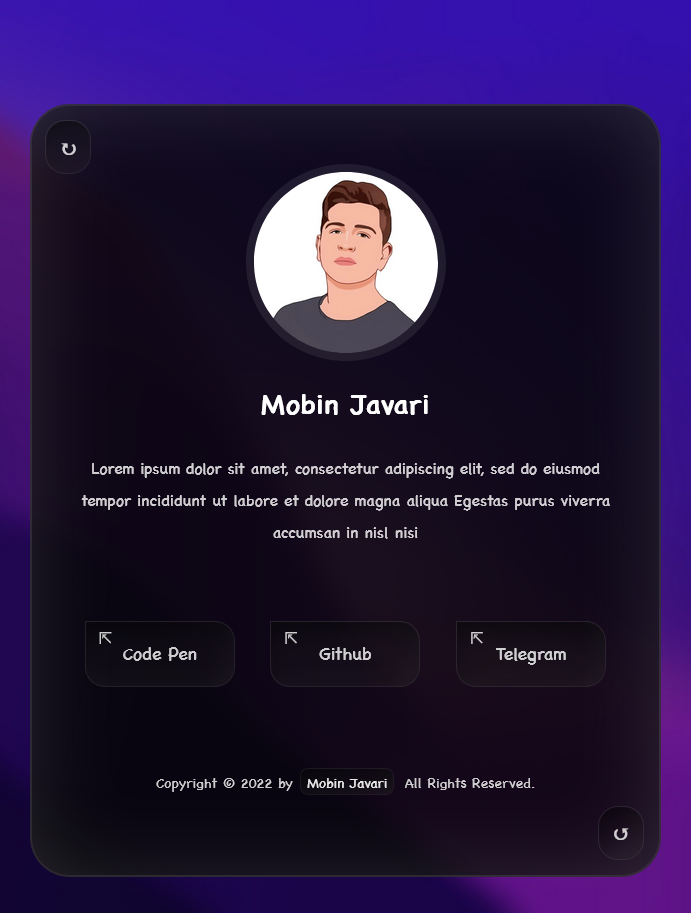 ↻
Mobin Javari
Lorem ipsum dolor sit amet, consectetur adipiscing elit, sed do eiusmod
tempor incididunt ut labore et dolore magna aliqua Egestas purus viverra
accumsan in nisl nisi
⇱ Code Pen ⇱ Github ⇱ Telegram
Copyright © 2022 by Mobin Javari All Rights Reserved.
↺